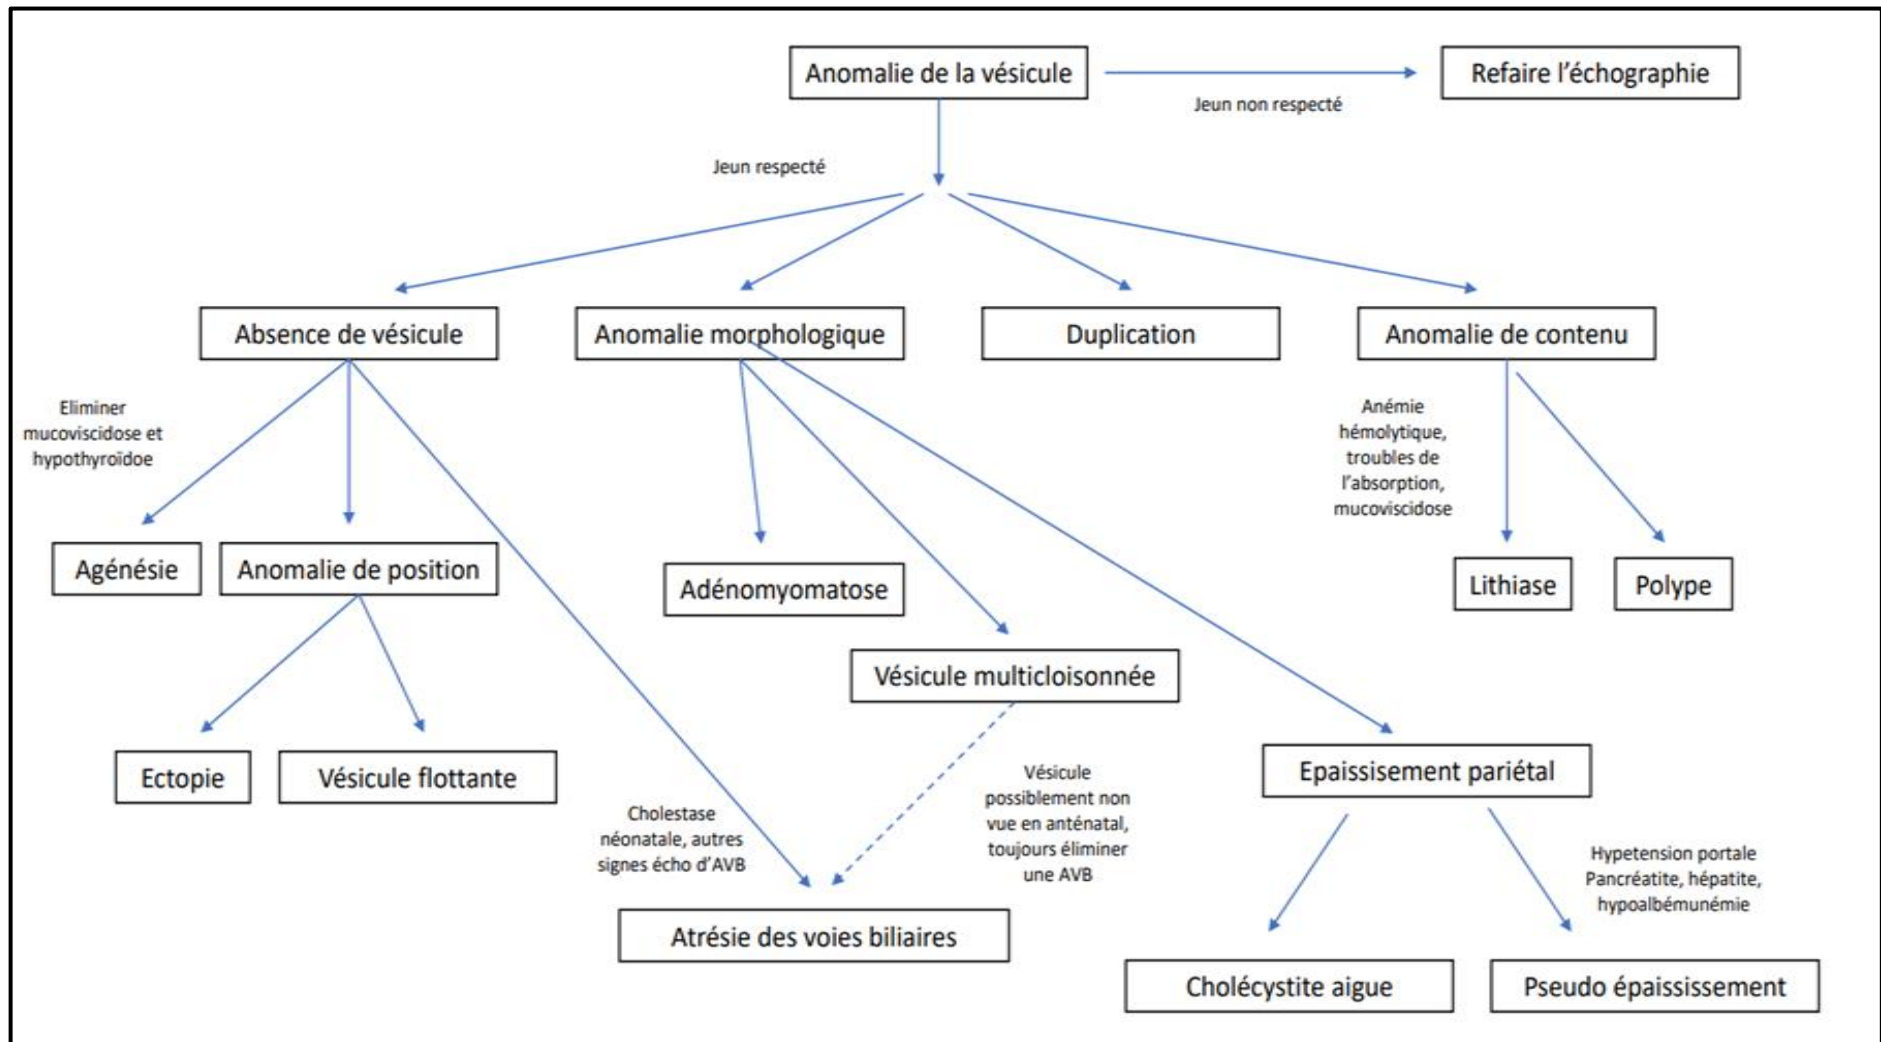 Anomalie de la vésicule
Refaire l'échographie
Jeun non respecté
Jeun respecté
Absence de vésicule
Anomalie morphologique
Duplication
Anomalie de contenu
Eliminer
mucoviscidose et
hypothyroïdoe
Anémie
hémolytique,
troubles de
l'absorption,
mucoviscidose
Agénésie
Anomalie de position
Adénomyomatose
Lithiase
Polype
Vésicule multicloisonnée
Ectopie
Vésicule flottante
Epaissisement pariétal
Cholestase
néonatale, autres
signes écho d'AVB
Vésicule
possiblement non
vue en anténatal,
toujours éliminer
une AVB
Hypetension portale
Pancréatite, hépatite,
hypoalbémunémie
Atrésie des voies biliaires
Cholécystite aigue
Pseudo épaississement